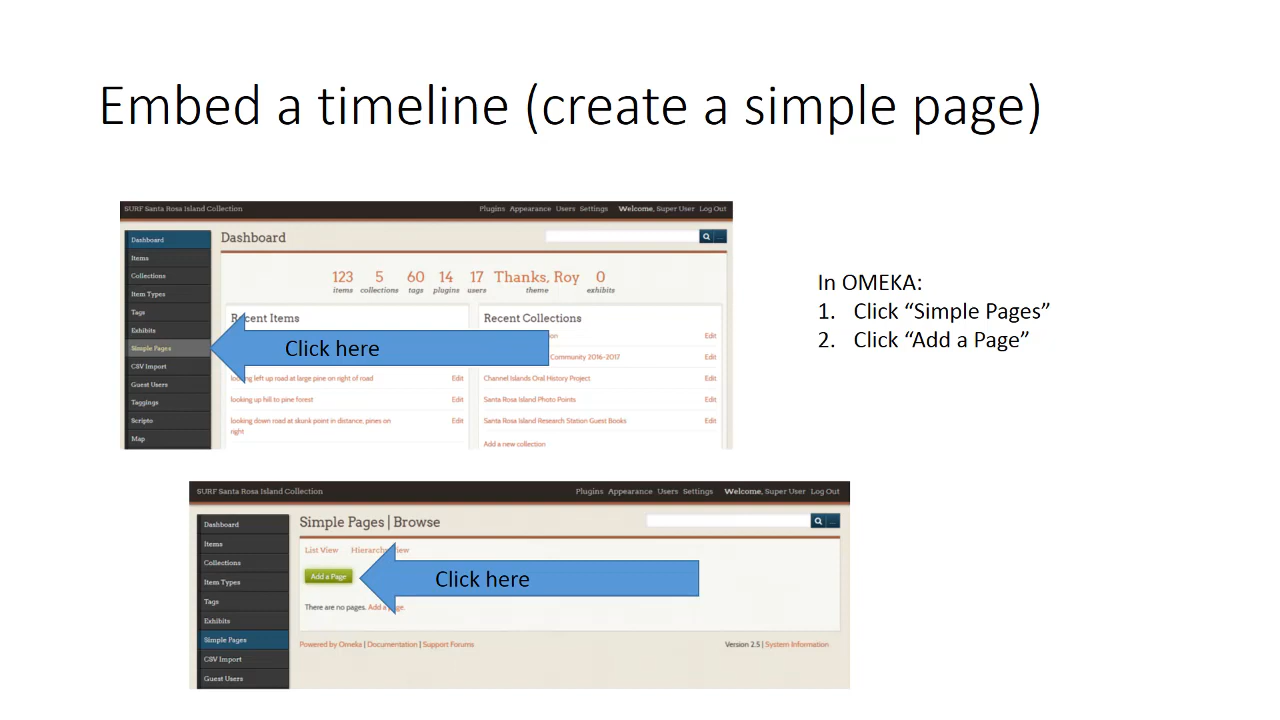 Embed a timeline (create a simple page)
SURF Santa Rosa Island Collection
Plugins Appearance Users Settings Welcome, Super User Log Out
Dashboard
Items
Collections
Item Types
Tags
Exhibits
Simple Pages
CSV Import
Guest Users
Taggings
Scripto
Map
Dashboard
123 5 60 14 17 Thanks, Roy 0
items collections tags plugins users theme exhibits
Recent Items
Click here
looking left up road at large pine on right of road Edit
looking up hill to pine forest Edit
looking down road at skunk point in distance, pines on Edit
right
Recent Collections
Edit
Community 2016-2017 Edit
Channel Islands Oral History Project Edit
Santa Rosa Island Photo Points Edit
Santa Rosa Island Research Station Guest Books Edit
Add a new collection
In OMEKA:
1. Click “Simple Pages”
2. Click “Add a Page”
SURF Santa Rosa Island Collection
Plugins Appearance Users Settings Welcome, Super User Log Out
Dashboard
Items
Collections
Item Types
Tags
Exhibits
Simple Pages
CSV Import
Guest Users
Simple Pages | Browse
List View Hierarchy View
Add a Page
Click here
There are no pages. Add a page.
Powered by Omeka | Documentation | Support Forums
Version 2.5 | System Information